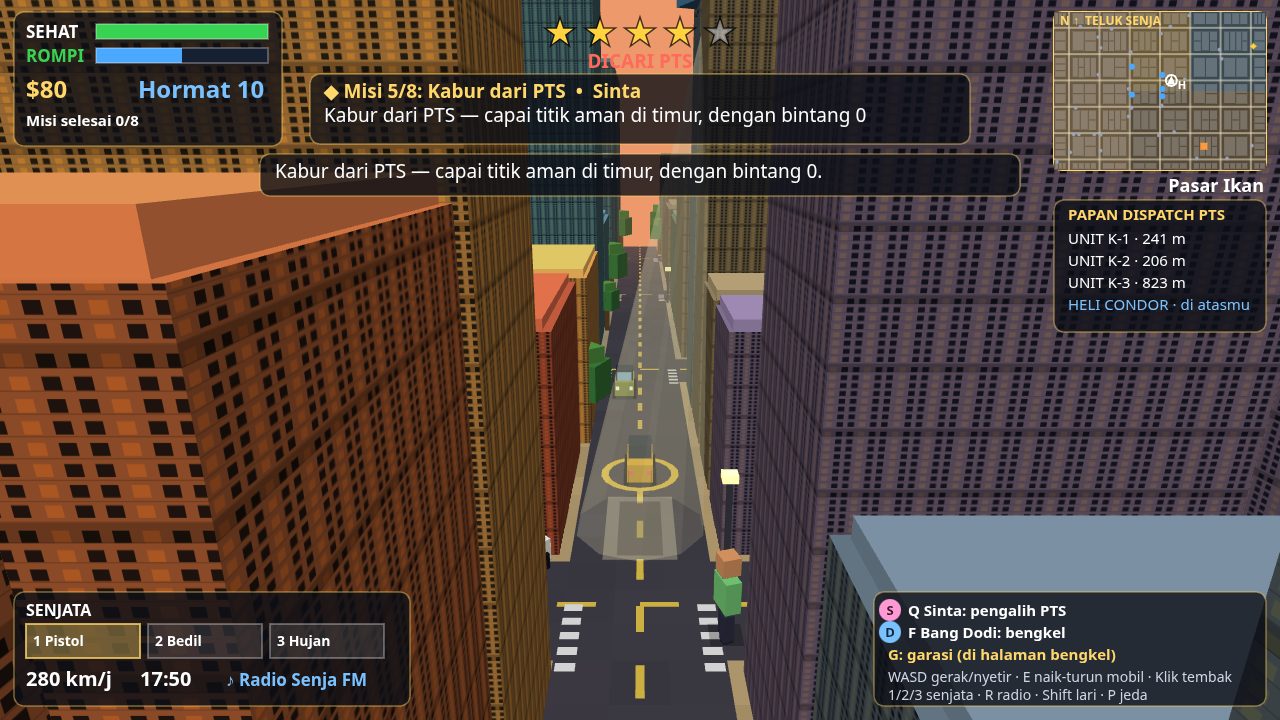 SEHAT
ROMPI
$80 Hormat 10
Misi selesai 0/8
DICARI PTS
◆ Misi 5/8: Kabur dari PTS • Sinta
Kabur dari PTS — capai titik aman di timur, dengan bintang 0
Kabur dari PTS — capai titik aman di timur, dengan bintang 0.
N ↑ TELUK SENJA
H
Pasar Ikan
PAPAN DISPATCH PTS
UNIT K-1 · 241 m
UNIT K-2 · 206 m
UNIT K-3 · 823 m
HELI CONDOR · di atasmu
SENJATA
1 Pistol 2 Bedil 3 Hujan
280 km/j 17:50 ♪ Radio Senja FM
S Q Sinta: pengalih PTS
D F Bang Dodi: bengkel
G: garasi (di halaman bengkel)
WASD gerak/nyetir · E naik-turun mobil · Klik tembak
1/2/3 senjata · R radio · Shift lari · P jeda